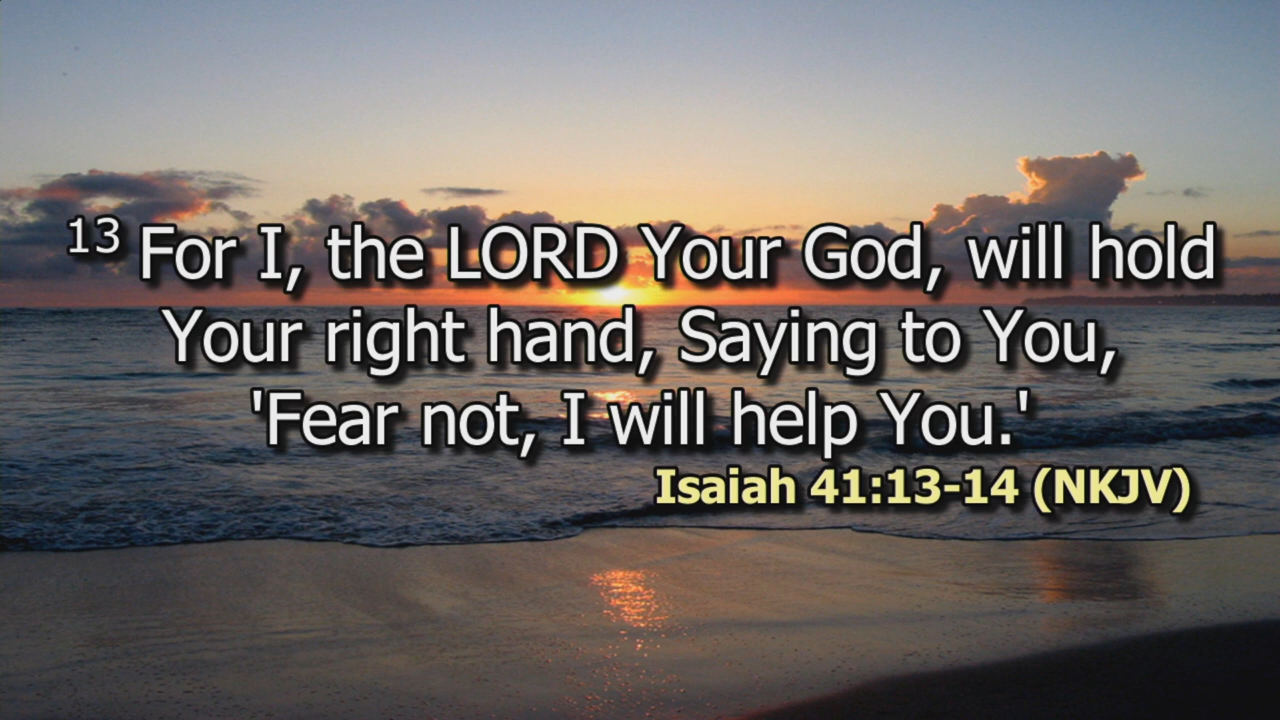 13 For I, the LORD Your God, will hold
Your right hand, Saying to You,
'Fear not, I will help You.'
Isaiah 41:13-14 (NKJV)